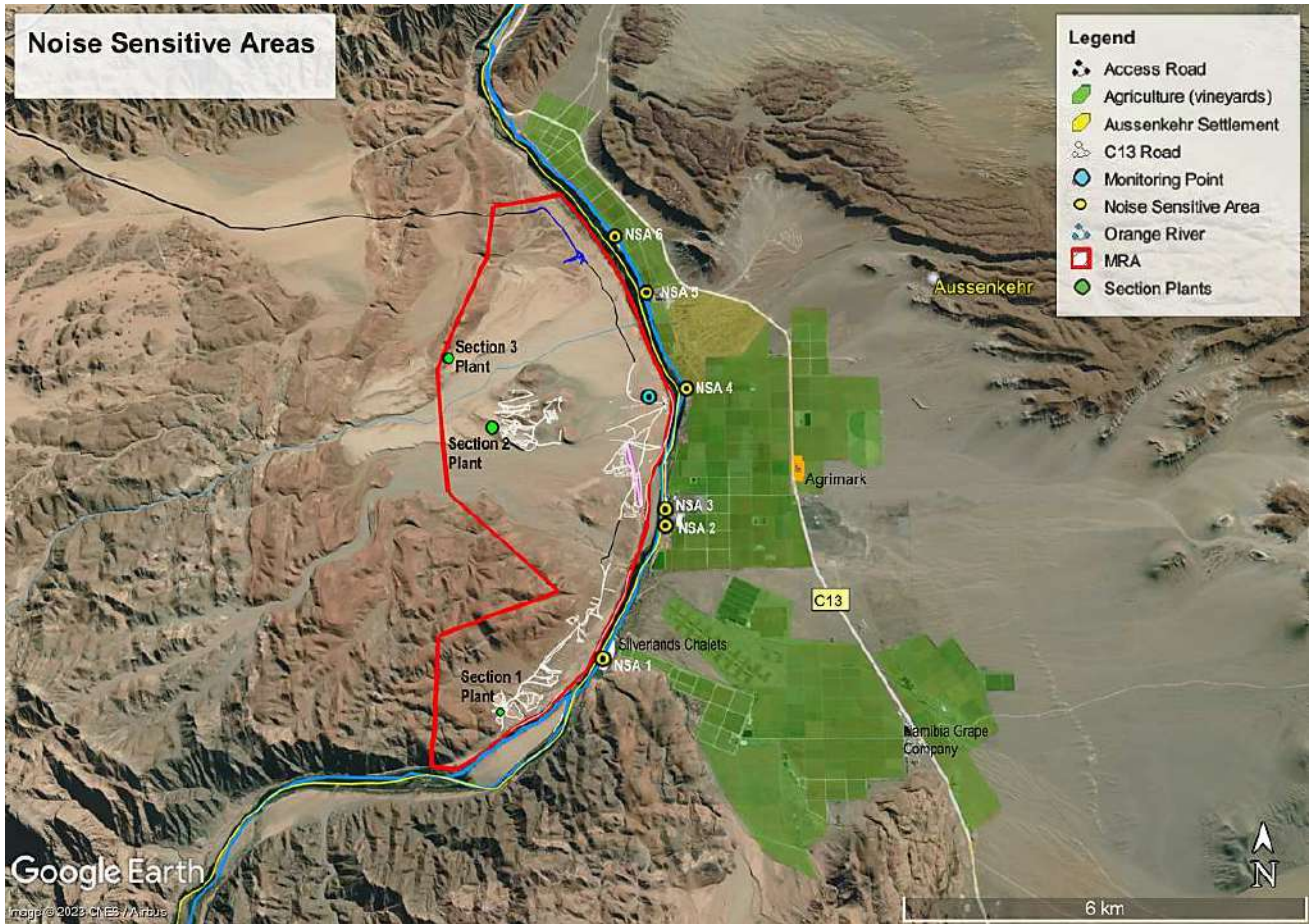 Noise Sensitive Areas
Legend
Access Road
Agriculture (vineyards)
Aussenkehr Settlement
C13 Road
Monitoring Point
Noise Sensitive Area
Orange River
MRA
Section Plants
NSA 6
NSA 5
Aussenkehr
Section 3
Plant
NSA 4
Section 2
Plant
Agrimark
NSA 3
NSA 2
C13
Silverlands Chalets
NSA 1
Section 1
Plant
Namibia Grape
Company
Google Earth
Image © 2023 CNES / Airbus
N
6 km